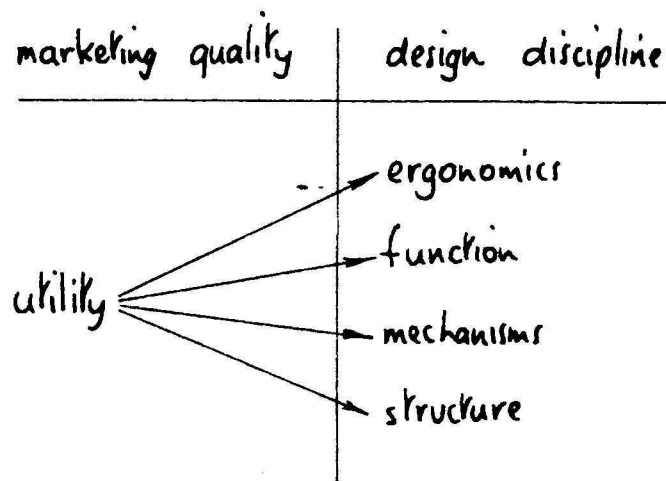 marketing quality
design discipline
ergonomics
function
utility
mechanisms
structure